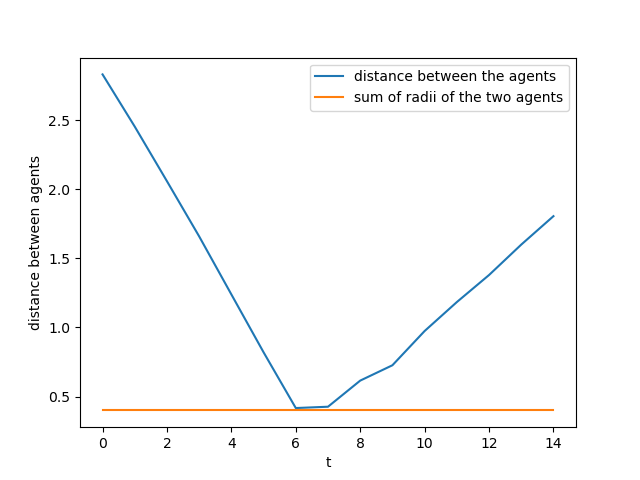 distance between the agents
sum of radii of the two agents
distance between agents
2.5
2.0
1.5
1.0
0.5
0 2 4 6 8 10 12 14
t